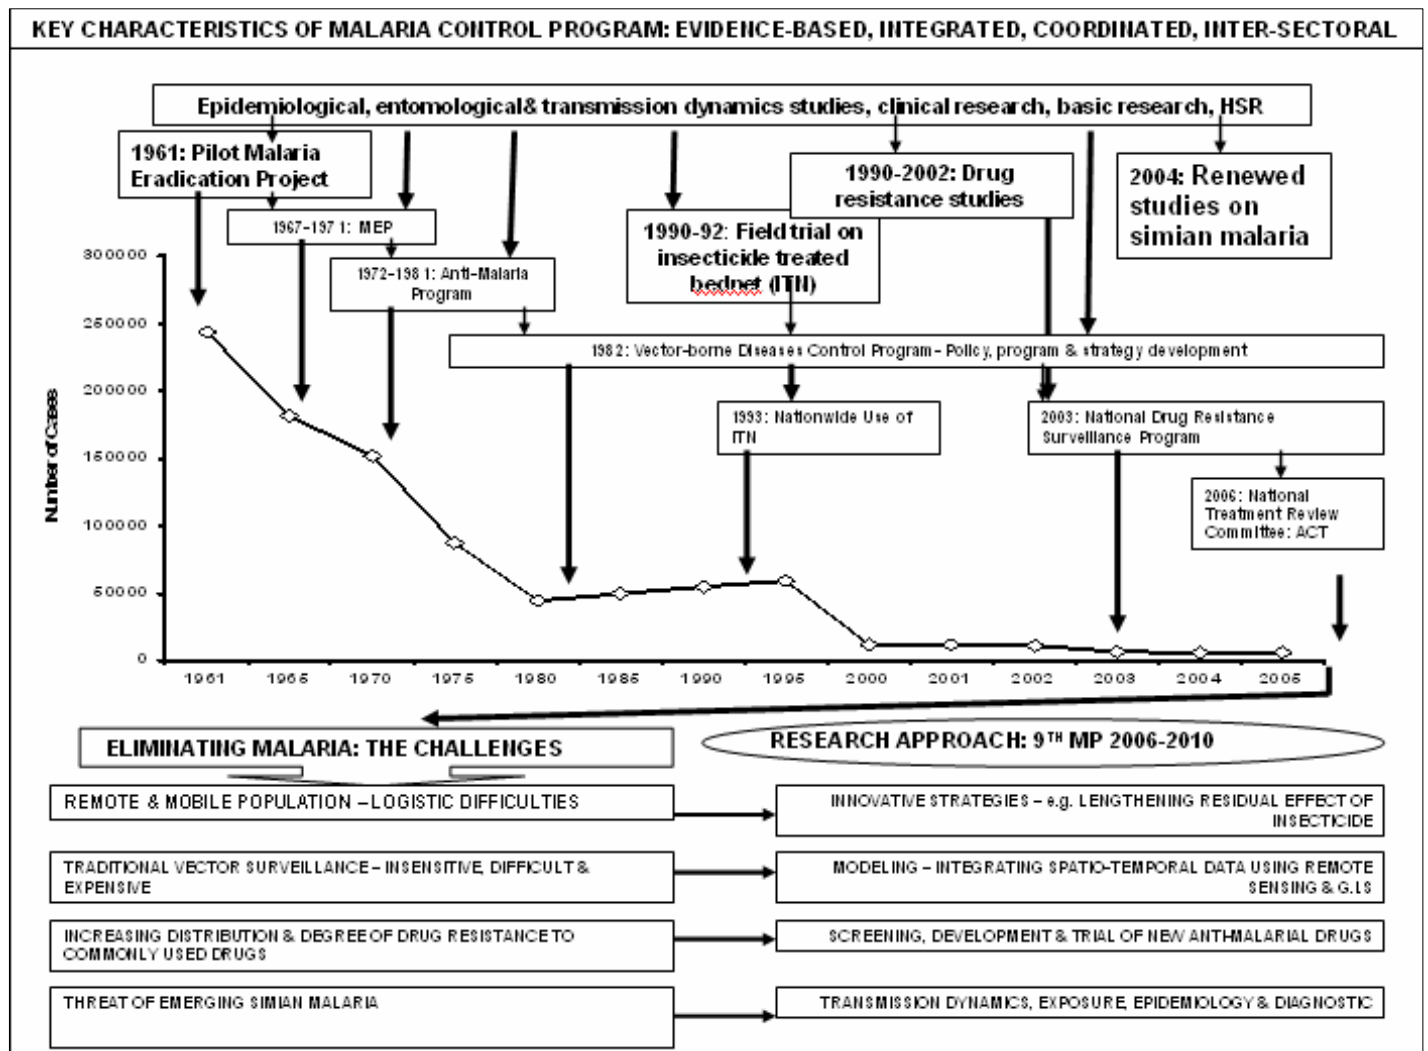 KEY CHARACTERISTICS OF MALARIA CONTROL PROGRAM: EVIDENCE-BASED, INTEGRATED, COORDINATED, INTER-SECTORAL
Epidemiological, entomological& transmission dynamics studies, clinical research, basic research, HSR
1961: Pilot Malaria
Eradication Project
1967-1971: MEP
1972-1981: Anti-Malaria
Program
1990-92: Field trial on
insecticide treated
bednet (ITN)
1990-2002: Drug
resistance studies
2004: Renewed
studies on
simian malaria
1982: Vector-borne Diseases Control Program- Policy, program & strategy development
1993: Nationwide Use of
ITN
2003: National Drug Resistance
Surveillance Program
2006: National
Treatment Review
Committee: ACT
Number of Cases
300000
250000
200000
150000
100000
50000
0
1961 1965 1970 1975 1980 1985 1990 1995 2000 2001 2002 2003 2004 2005
ELIMINATING MALARIA: THE CHALLENGES
RESEARCH APPROACH: 9TH MP 2006-2010
REMOTE & MOBILE POPULATION – LOGISTIC DIFFICULTIES
INNOVATIVE STRATEGIES – e.g. LENGTHENING RESIDUAL EFFECT OF
INSECTICIDE
TRADITIONAL VECTOR SURVEILLANCE – INSENSITIVE, DIFFICULT &
EXPENSIVE
MODELING – INTEGRATING SPATIO-TEMPORAL DATA USING REMOTE
SENSING & G.I.S
INCREASING DISTRIBUTION & DEGREE OF DRUG RESISTANCE TO
COMMONLY USED DRUGS
SCREENING, DEVELOPMENT & TRIAL OF NEW ANTI-MALARIAL DRUGS
THREAT OF EMERGING SIMIAN MALARIA
TRANSMISSION DYNAMICS, EXPOSURE, EPIDEMIOLOGY & DIAGNOSTIC